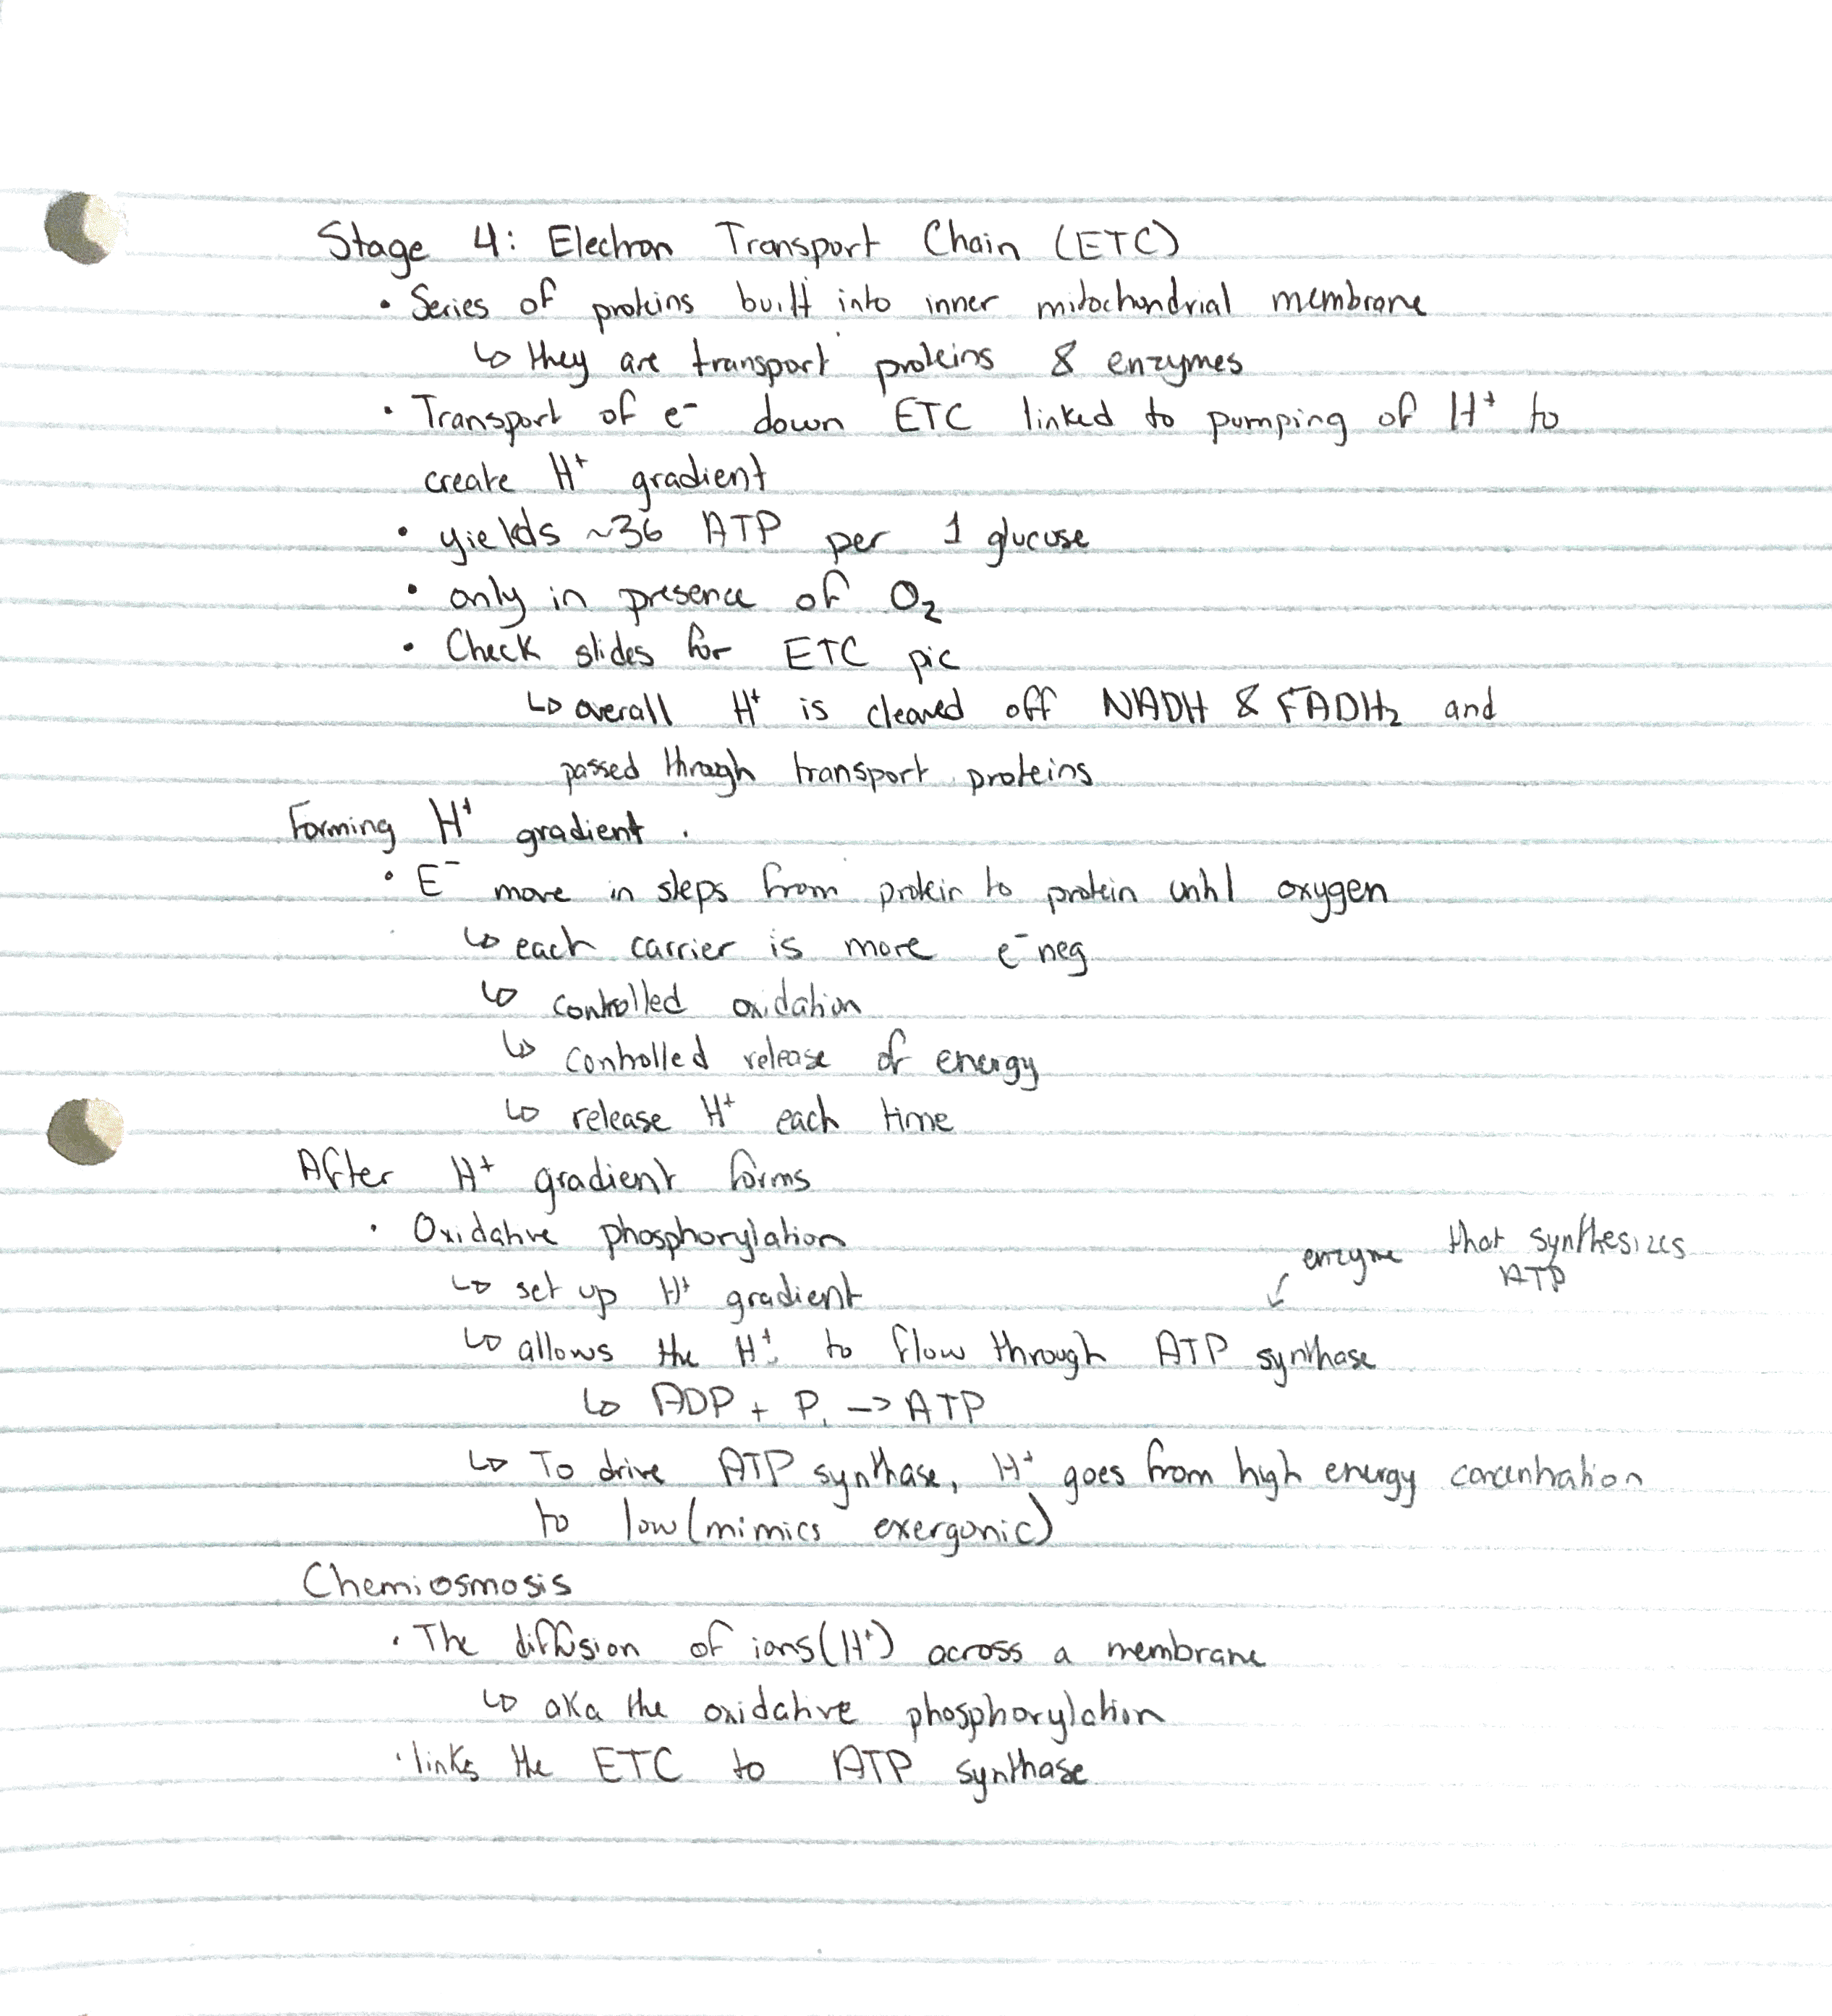 Stage 4: Electron Transport Chain (ETC)
• Series of proteins built into inner mitochondrial membrane
↳ they are transport proteins & enzymes
• Transport of e⁻ down ETC linked to pumping of H⁺ to
create H⁺ gradient
• yields ~36 ATP per 1 glucose
• only in presence of O₂
• Check slides for ETC pic
↳ overall H⁺ is cleaved off NADH & FADH₂ and
passed through transport proteins
Forming H⁺ gradient
• E⁻ move in steps from protein to protein until oxygen
↳ each carrier is more e⁻neg
↳ controlled oxidation
↳ controlled release of energy
↳ release H⁺ each time
After H⁺ gradient forms
• Oxidative phosphorylation
enzyme that synthesizes
ATP
↳ set up H⁺ gradient
↳ allows the H⁺ to flow through ATP synthase
↳ ADP + Pᵢ -> ATP
↳ To drive ATP synthase, H⁺ goes from high energy concentration
to low (mimics exergonic)
Chemiosmosis
• The diffusion of ions (H⁺) across a membrane
↳ aka the oxidative phosphorylation
• links the ETC to ATP synthase